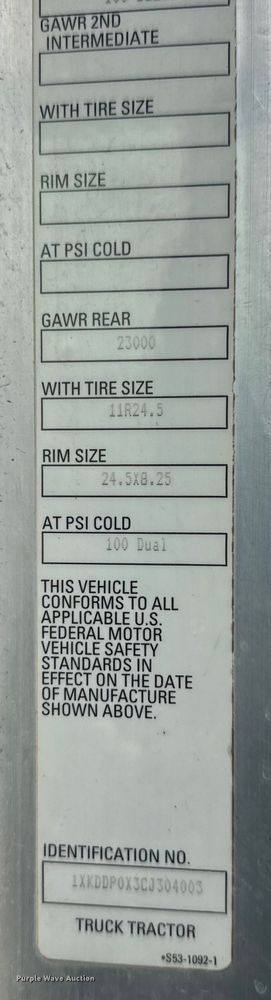 GAWR 2ND
INTERMEDIATE
WITH TIRE SIZE
RIM SIZE
AT PSI COLD
GAWR REAR
23000
WITH TIRE SIZE
11R24.5
RIM SIZE
24.5X8.25
AT PSI COLD
100 Dual
THIS VEHICLE
CONFORMS TO ALL
APPLICABLE U.S.
FEDERAL MOTOR
VEHICLE SAFETY
STANDARDS IN
EFFECT ON THE DATE
OF MANUFACTURE
SHOWN ABOVE.
IDENTIFICATION NO.
1XKDDP0X3CJ304003
TRUCK TRACTOR
*S53-1092-1
Purple Wave Auction